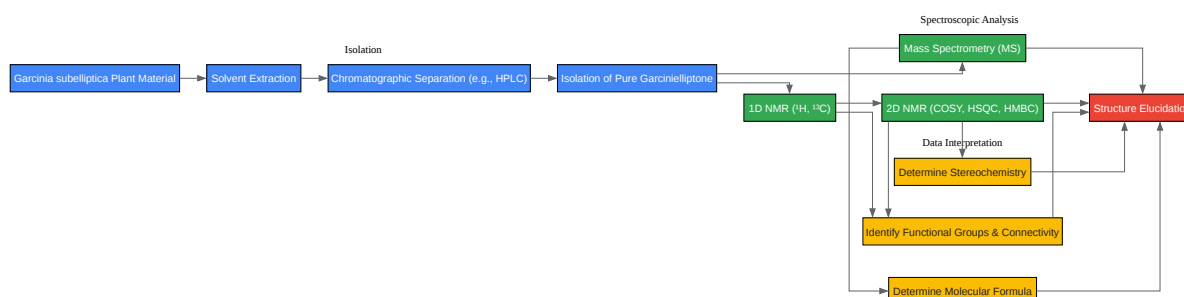 Spectroscopic Analysis
Isolation
Mass Spectrometry (MS)
Garcinia subelliptica Plant Material
Solvent Extraction
Chromatographic Separation (e.g., HPLC)
Isolation of Pure Garcinielliptone
1D NMR (¹H, ¹³C)
2D NMR (COSY, HSQC, HMBC)
Structure Elucidatio
Data Interpretation
Determine Stereochemistry
Identify Functional Groups & Connectivity
Determine Molecular Formula